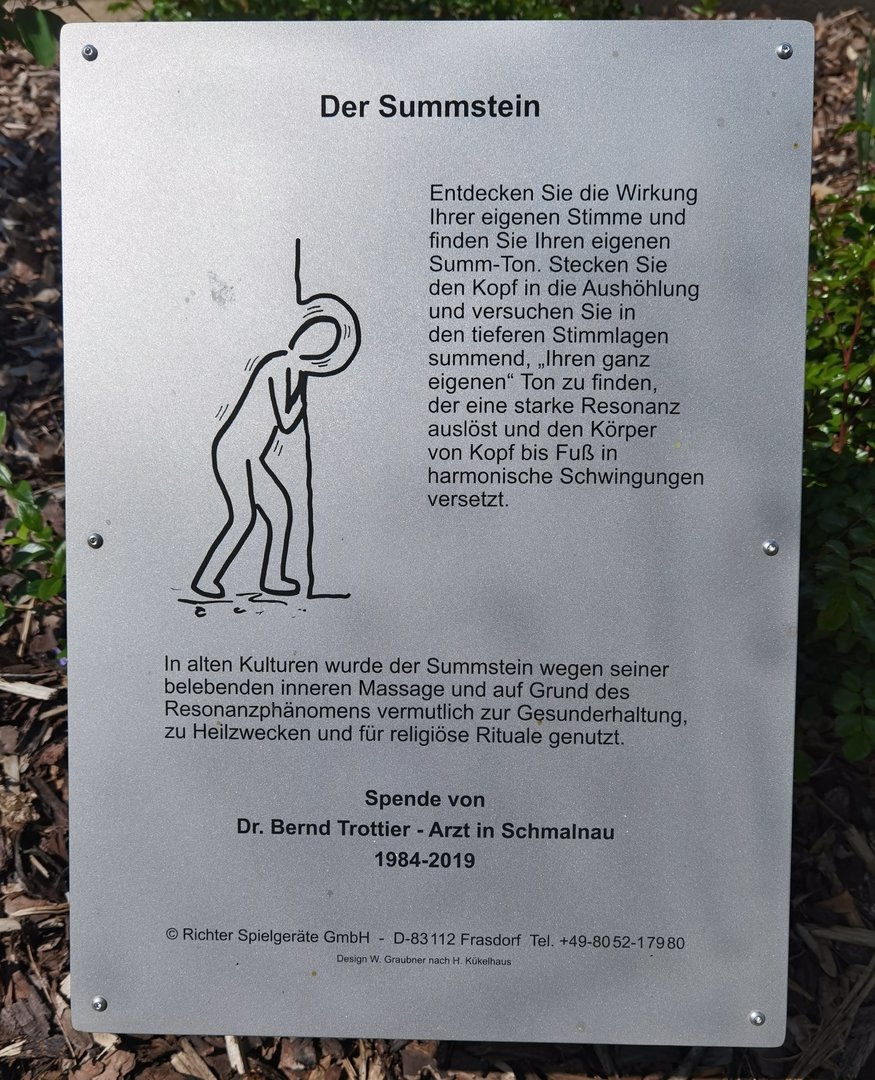 Der Summstein
Entdecken Sie die Wirkung
Ihrer eigenen Stimme und
finden Sie Ihren eigenen
Summ-Ton. Stecken Sie
den Kopf in die Aushöhlung
und versuchen Sie in
den tieferen Stimmlagen
summend, „Ihren ganz
eigenen“ Ton zu finden,
der eine starke Resonanz
auslöst und den Körper
von Kopf bis Fuß in
harmonische Schwingungen
versetzt.
In alten Kulturen wurde der Summstein wegen seiner
belebenden inneren Massage und auf Grund des
Resonanzphänomens vermutlich zur Gesunderhaltung,
zu Heilzwecken und für religiöse Rituale genutzt.
Spende von
Dr. Bernd Trottier - Arzt in Schmalnau
1984-2019
© Richter Spielgeräte GmbH - D-83112 Frasdorf Tel. +49-8052-17980
Design W. Graubner nach H. Kükelhaus